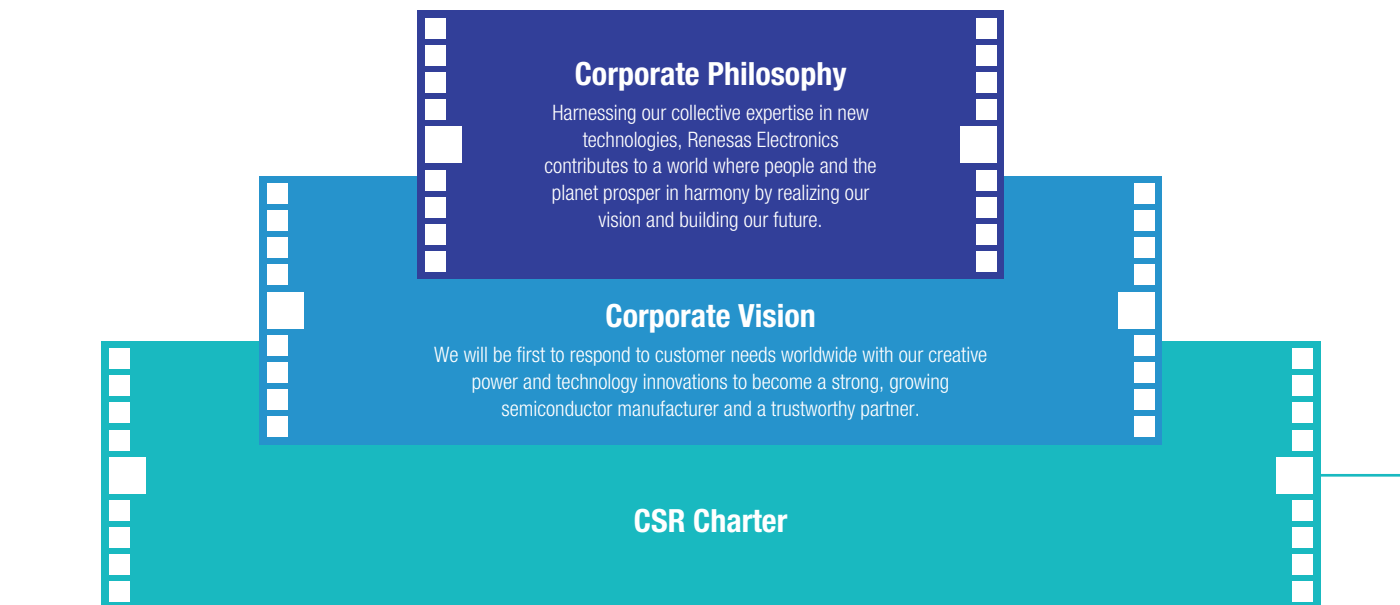 Corporate Philosophy
Harnessing our collective expertise in new
technologies, Renesas Electronics
contributes to a world where people and the
planet prosper in harmony by realizing our
vision and building our future.
Corporate Vision
We will be first to respond to customer needs worldwide with our creative
power and technology innovations to become a strong, growing
semiconductor manufacturer and a trustworthy partner.
CSR Charter